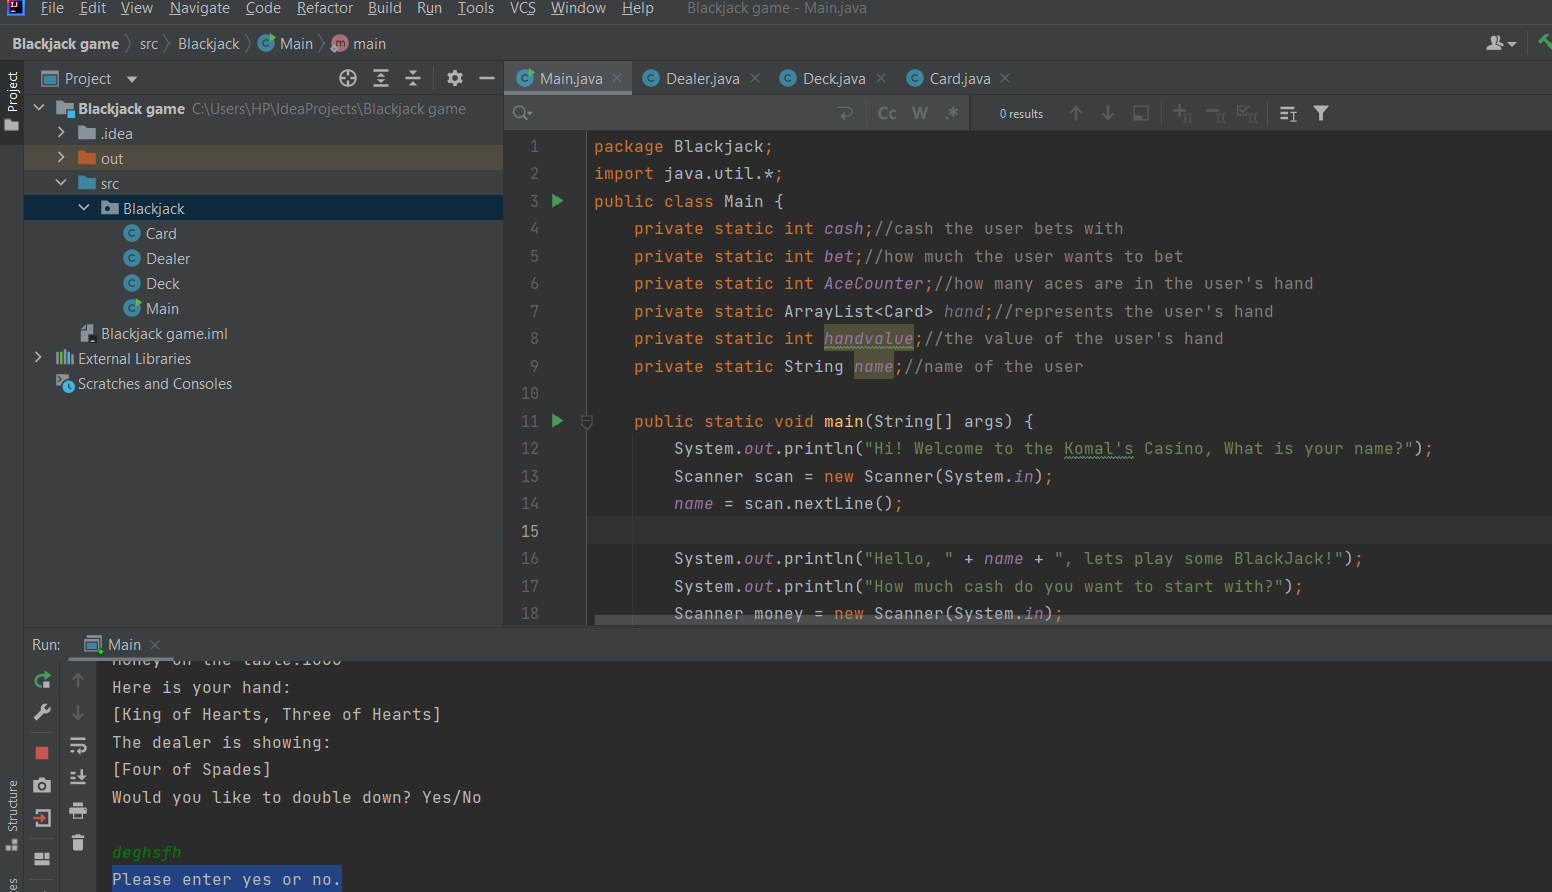 File Edit View Navigate Code Refactor Build Run Tools VCS Window Help Blackjack game - Main.java
Blackjack game src Blackjack Main main
Project
Project
Main.java Dealer.java Deck.java Card.java
Blackjack game C:\Users\HP\IdeaProjects\Blackjack game
.idea
out
src
Blackjack
Card
Dealer
Deck
Main
Blackjack game.iml
External Libraries
Scratches and Consoles
Cc W .* 0 results
1 package Blackjack;
2 import java.util.*;
3 public class Main {
4 private static int cash;//cash the user bets with
5 private static int bet;//how much the user wants to bet
6 private static int AceCounter;//how many aces are in the user's hand
7 private static ArrayList<Card> hand;//represents the user's hand
8 private static int handvalue;//the value of the user's hand
9 private static String name;//name of the user
10
11 public static void main(String[] args) {
12 System.out.println("Hi! Welcome to the Komal's Casino, What is your name?");
13 Scanner scan = new Scanner(System.in);
14 name = scan.nextLine();
15
16 System.out.println("Hello, " + name + ", lets play some BlackJack!");
17 System.out.println("How much cash do you want to start with?");
18 Scanner money = new Scanner(System.in);
Run: Main
Money on the table:1000
Here is your hand:
[King of Hearts, Three of Hearts]
The dealer is showing:
[Four of Spades]
Would you like to double down? Yes/No
deghsfh
Please enter yes or no.
Structure